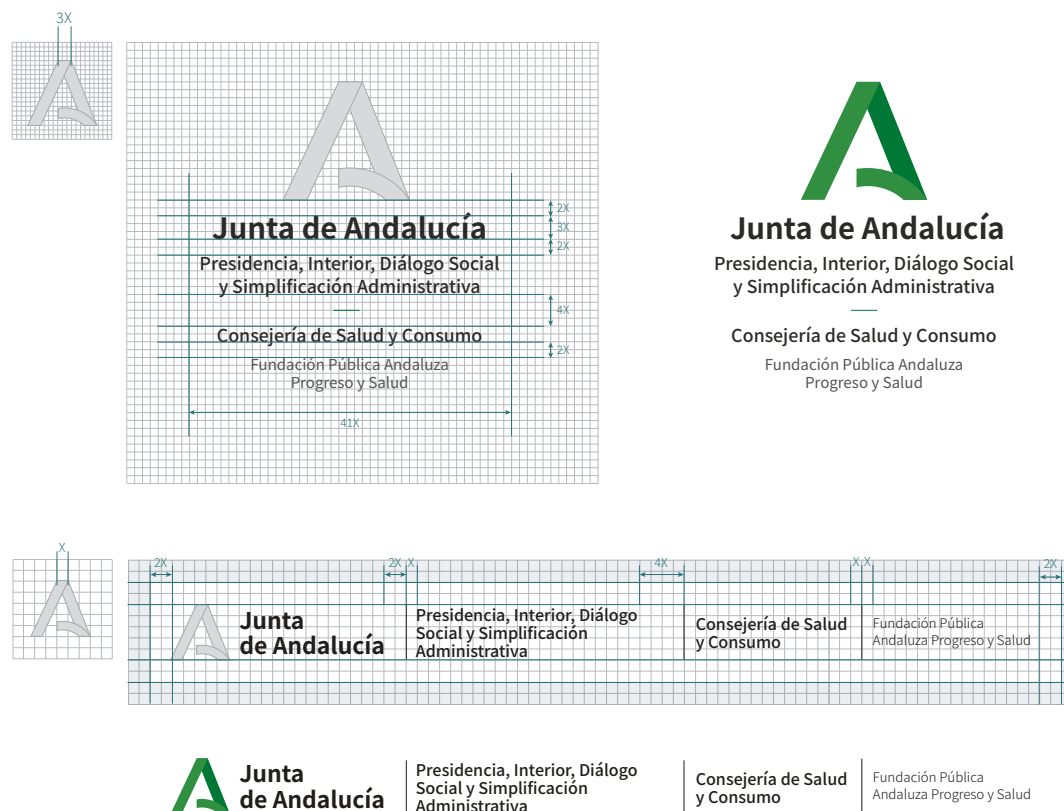 3X
Junta de Andalucía
Presidencia, Interior, Diálogo Social
y Simplificación Administrativa
Consejería de Salud y Consumo
Fundación Pública Andaluza
Progreso y Salud
2X
3X
2X
4X
2X
41X
Junta de Andalucía
Presidencia, Interior, Diálogo Social
y Simplificación Administrativa
Consejería de Salud y Consumo
Fundación Pública Andaluza
Progreso y Salud
X
2X
2X
X
4X
X
X
2X
Junta
de Andalucía
Presidencia, Interior, Diálogo
Social y Simplificación
Administrativa
Consejería de Salud
y Consumo
Fundación Pública
Andaluza Progreso y Salud
Junta
de Andalucía
Presidencia, Interior, Diálogo
Social y Simplificación
Administrativa
Consejería de Salud
y Consumo
Fundación Pública
Andaluza Progreso y Salud